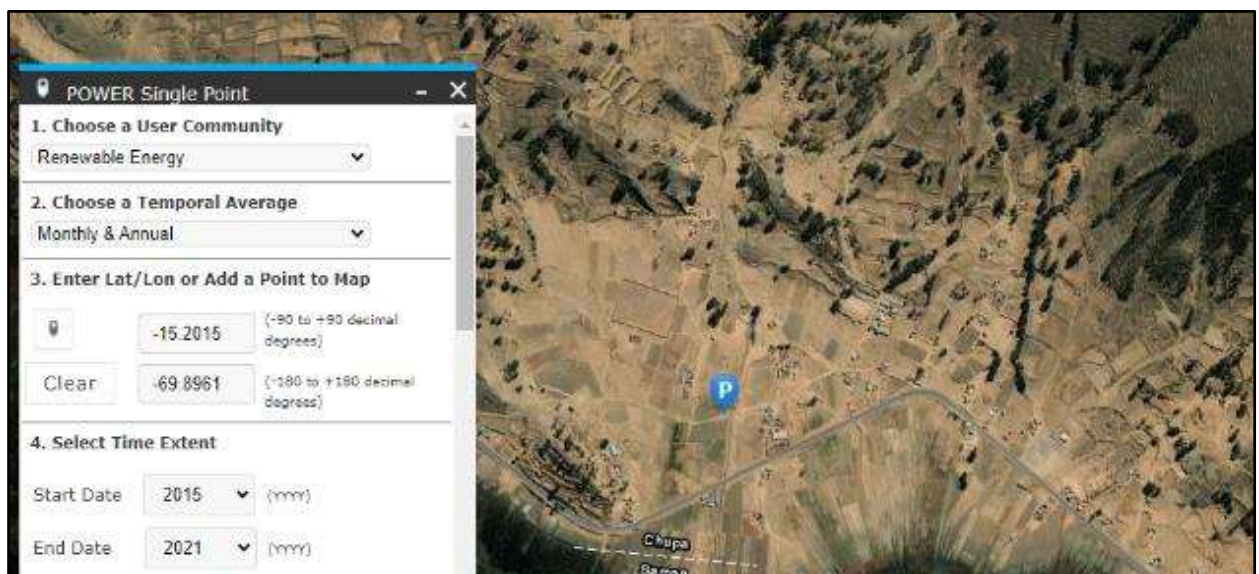 POWER Single Point
1. Choose a User Community
Renewable Energy
2. Choose a Temporal Average
Monthly & Annual
3. Enter Lat/Lon or Add a Point to Map
-15.2015
(-90 to +90 decimal
degrees)
Clear
-69.8961
(-180 to +180 decimal
degrees)
4. Select Time Extent
Start Date
2015
(YYYY)
End Date
2021
(YYYY)
P
Chupa